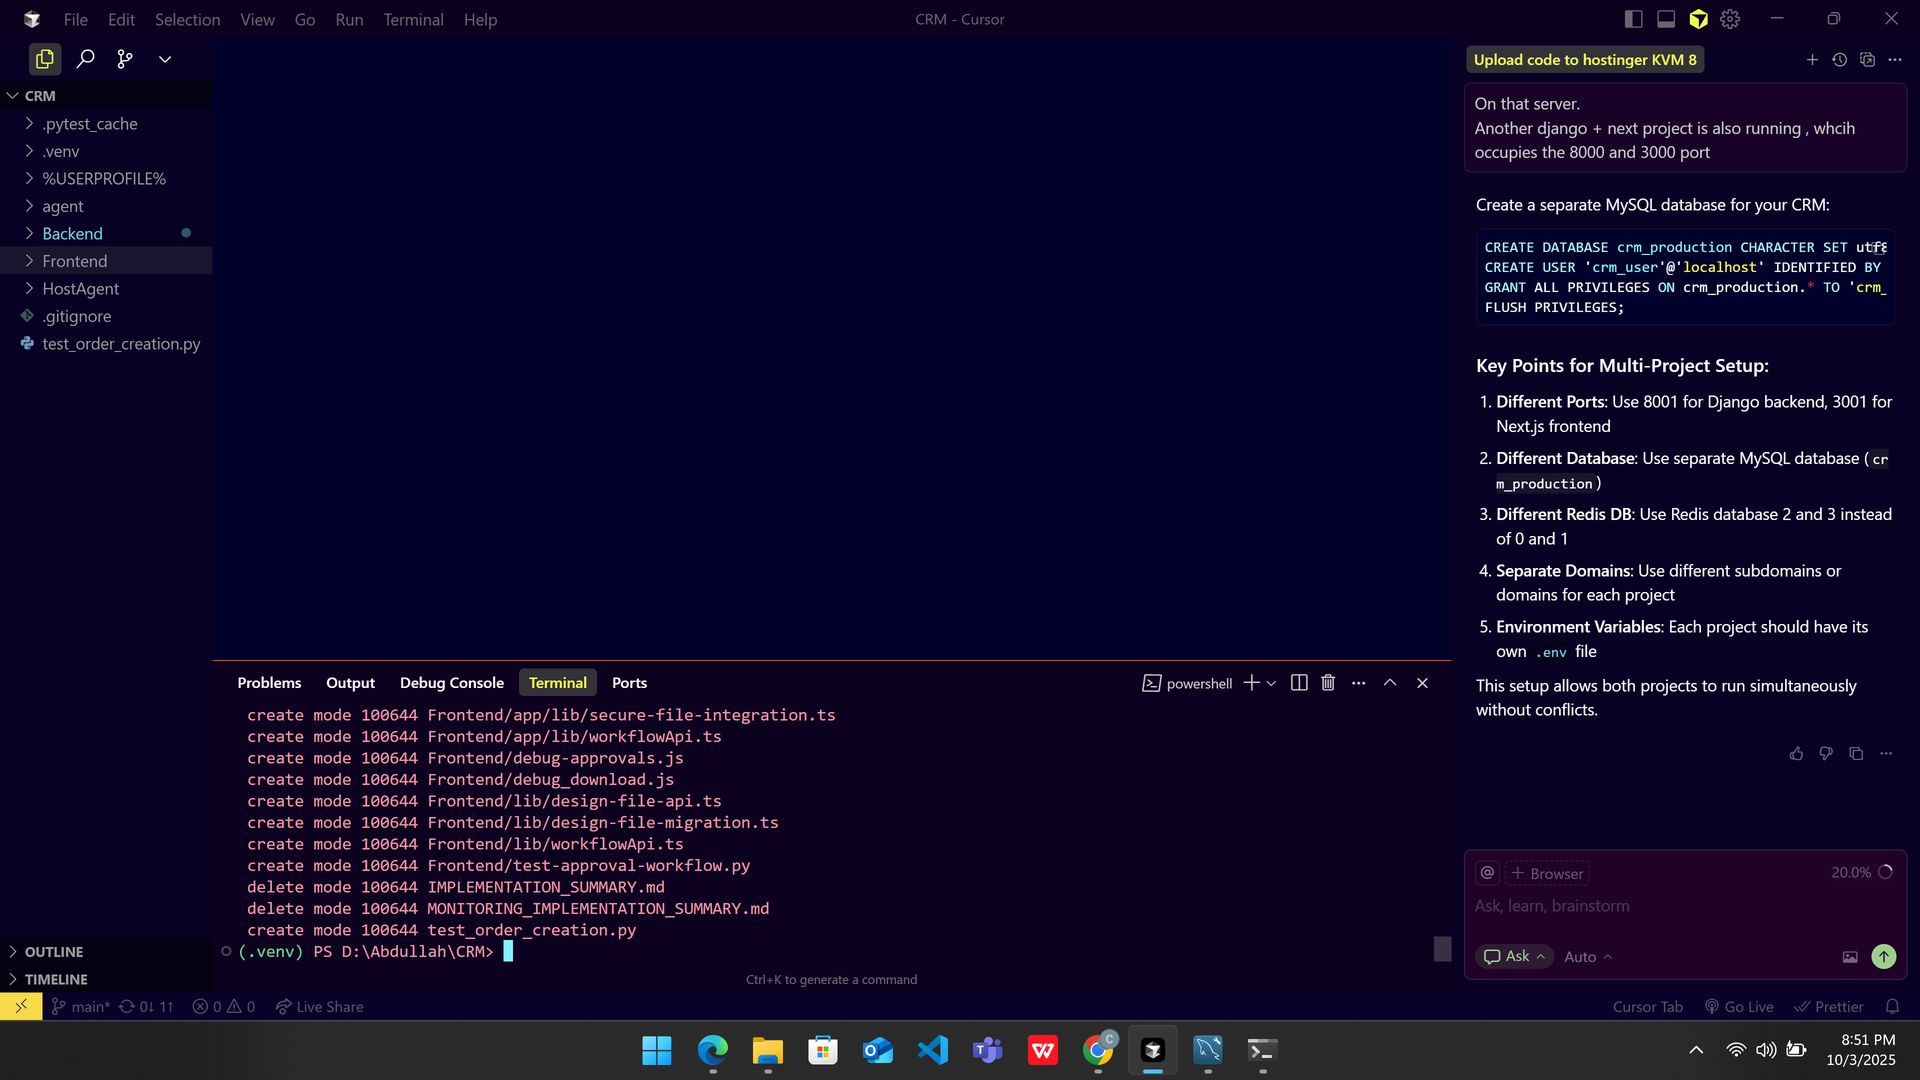 File Edit Selection View Go Run Terminal Help
CRM - Cursor
CRM
.pytest_cache
.venv
%USERPROFILE%
agent
Backend
Frontend
HostAgent
.gitignore
test_order_creation.py
OUTLINE
TIMELINE
Problems Output Debug Console Terminal Ports
powershell
create mode 100644 Frontend/app/lib/secure-file-integration.ts
create mode 100644 Frontend/app/lib/workflowApi.ts
create mode 100644 Frontend/debug-approvals.js
create mode 100644 Frontend/debug_download.js
create mode 100644 Frontend/lib/design-file-api.ts
create mode 100644 Frontend/lib/design-file-migration.ts
create mode 100644 Frontend/lib/workflowApi.ts
create mode 100644 Frontend/test-approval-workflow.py
delete mode 100644 IMPLEMENTATION_SUMMARY.md
delete mode 100644 MONITORING_IMPLEMENTATION_SUMMARY.md
create mode 100644 test_order_creation.py
(.venv) PS D:\Abdullah\CRM>
Ctrl+K to generate a command
Upload code to hostinger KVM 8
On that server.
Another django + next project is also running , whcih
occupies the 8000 and 3000 port
Create a separate MySQL database for your CRM:
CREATE DATABASE crm_production CHARACTER SET
CREATE USER 'crm_user'@'localhost' IDENTIFIED BY
GRANT ALL PRIVILEGES ON crm_production.* TO 'crm_
FLUSH PRIVILEGES;
Key Points for Multi-Project Setup:
1. Different Ports: Use 8001 for Django backend, 3001 for
Next.js frontend
2. Different Database: Use separate MySQL database (cr
m_production)
3. Different Redis DB: Use Redis database 2 and 3 instead
of 0 and 1
4. Separate Domains: Use different subdomains or
domains for each project
5. Environment Variables: Each project should have its
own .env file
This setup allows both projects to run simultaneously
without conflicts.
@ + Browser 20.0%
Ask, learn, brainstorm
Ask Auto
main* 0↓ 1↑ 0 0 Live Share
Cursor Tab Go Live Prettier
8:51 PM
10/3/2025